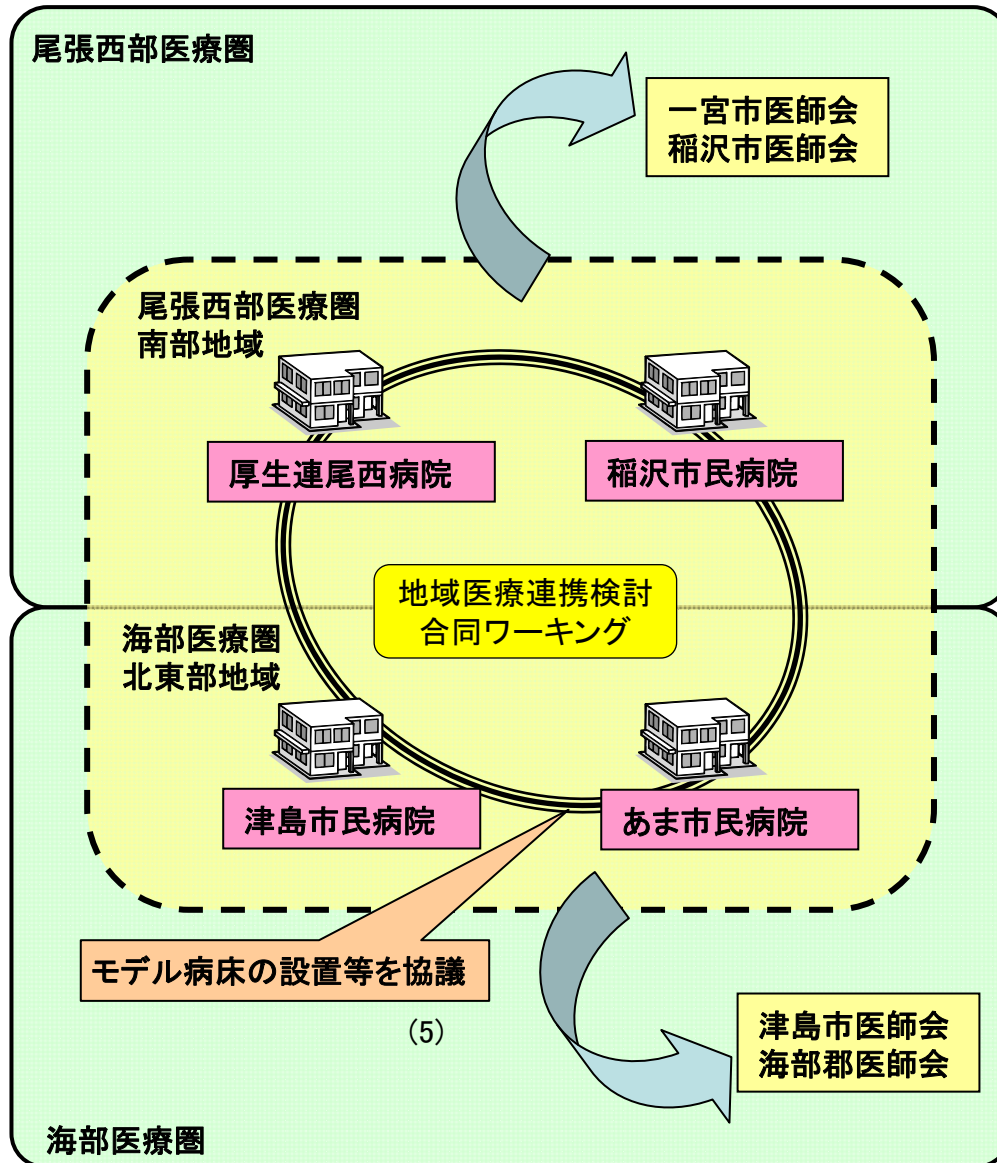 尾張西部医療圏
一宮市医師会
稲沢市医師会
尾張西部医療圏
南部地域
厚生連尾西病院
稲沢市民病院
地域医療連携検討
合同ワーキング
海部医療圏
北東部地域
津島市民病院
あま市民病院
モデル病床の設置等を協議
(5)
津島市医師会
海部郡医師会
海部医療圏